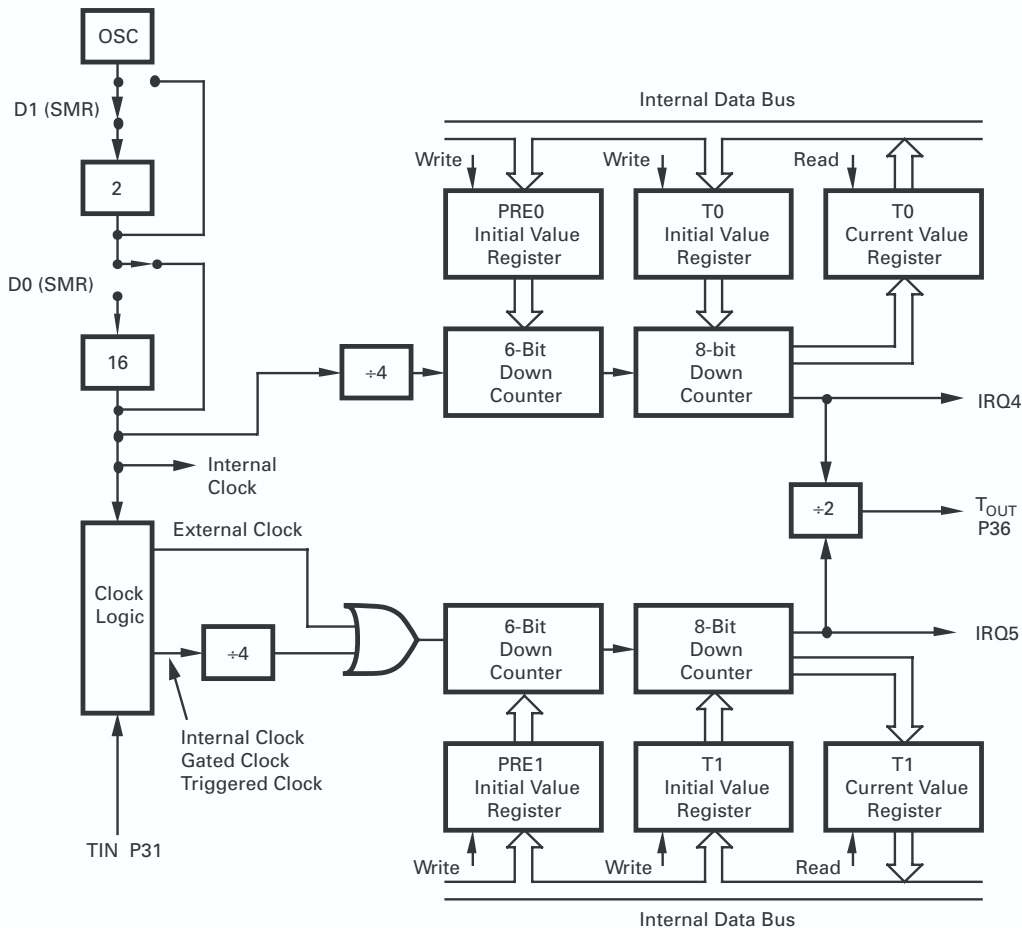 OSC
D1 (SMR)
2
D0 (SMR)
16
Internal Data Bus
Write
Write
Read
PRE0
Initial Value
Register
T0
Initial Value
Register
T0
Current Value
Register
÷4
6-Bit
Down
Counter
8-bit
Down
Counter
IRQ4
Internal
Clock
÷2
TOUT
P36
External Clock
Clock
Logic
÷4
6-Bit
Down
Counter
8-Bit
Down
Counter
IRQ5
Internal Clock
Gated Clock
Triggered Clock
TIN P31
PRE1
Initial Value
Register
T1
Initial Value
Register
T1
Current Value
Register
Write
Write
Read
Internal Data Bus